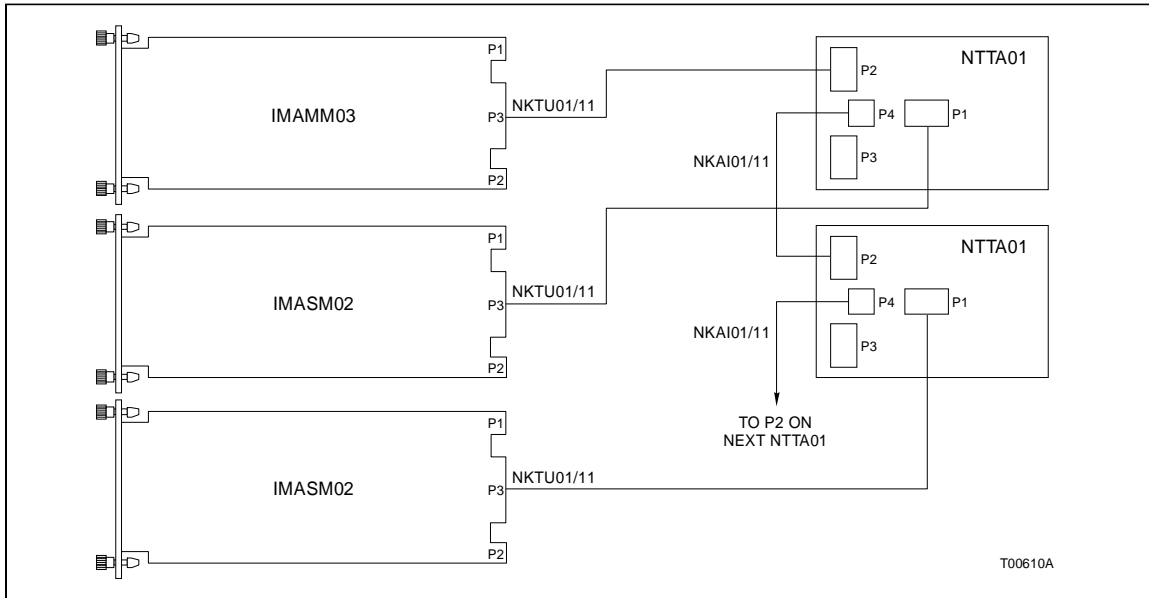 P1
IMAMM03
P3
NKTU01/11
P2
NTTA01
P2
P4
P1
P3
NKAI01/11
P1
IMASM02
P3
NKTU01/11
P2
NTTA01
P2
P4
P1
P3
NKAI01/11
TO P2 ON
NEXT NTTA01
P1
IMASM02
P3
NKTU01/11
P2
T00610A